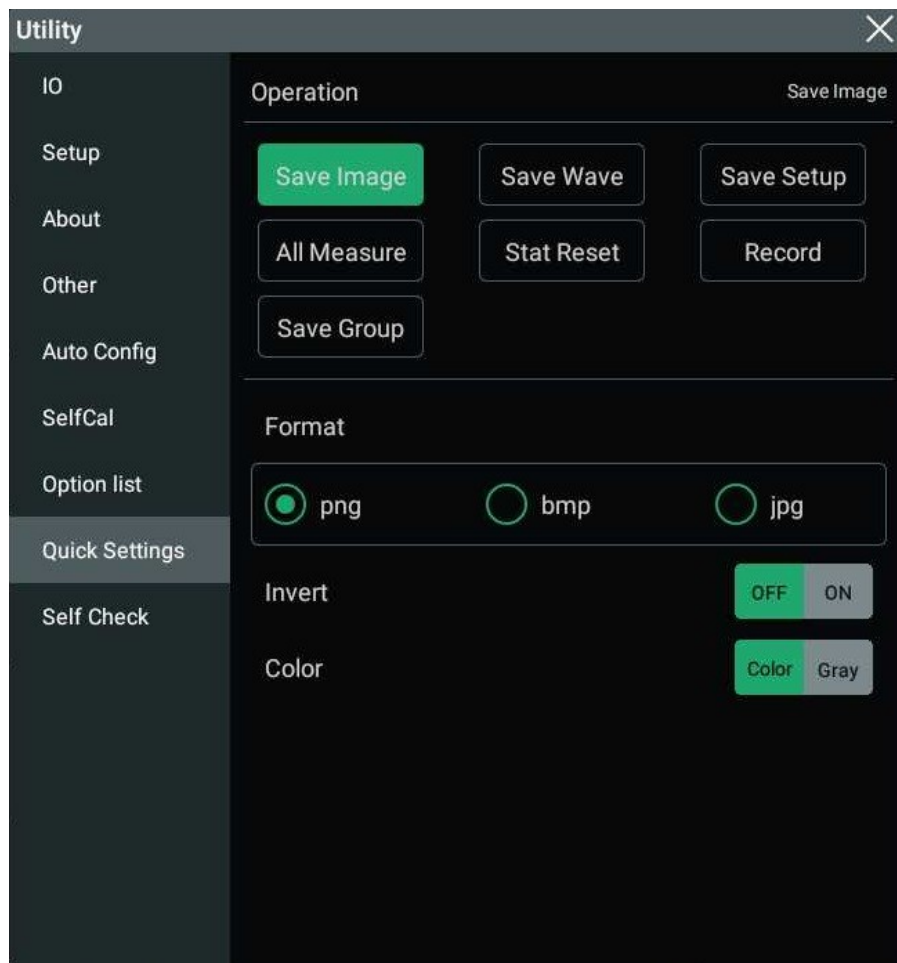 Utility
IO
Setup
About
Other
Auto Config
SelfCal
Option list
Quick Settings
Self Check
Operation Save Image
Save Image Save Wave Save Setup
All Measure Stat Reset Record
Save Group
Format
png bmp jpg
Invert OFF ON
Color Color Gray